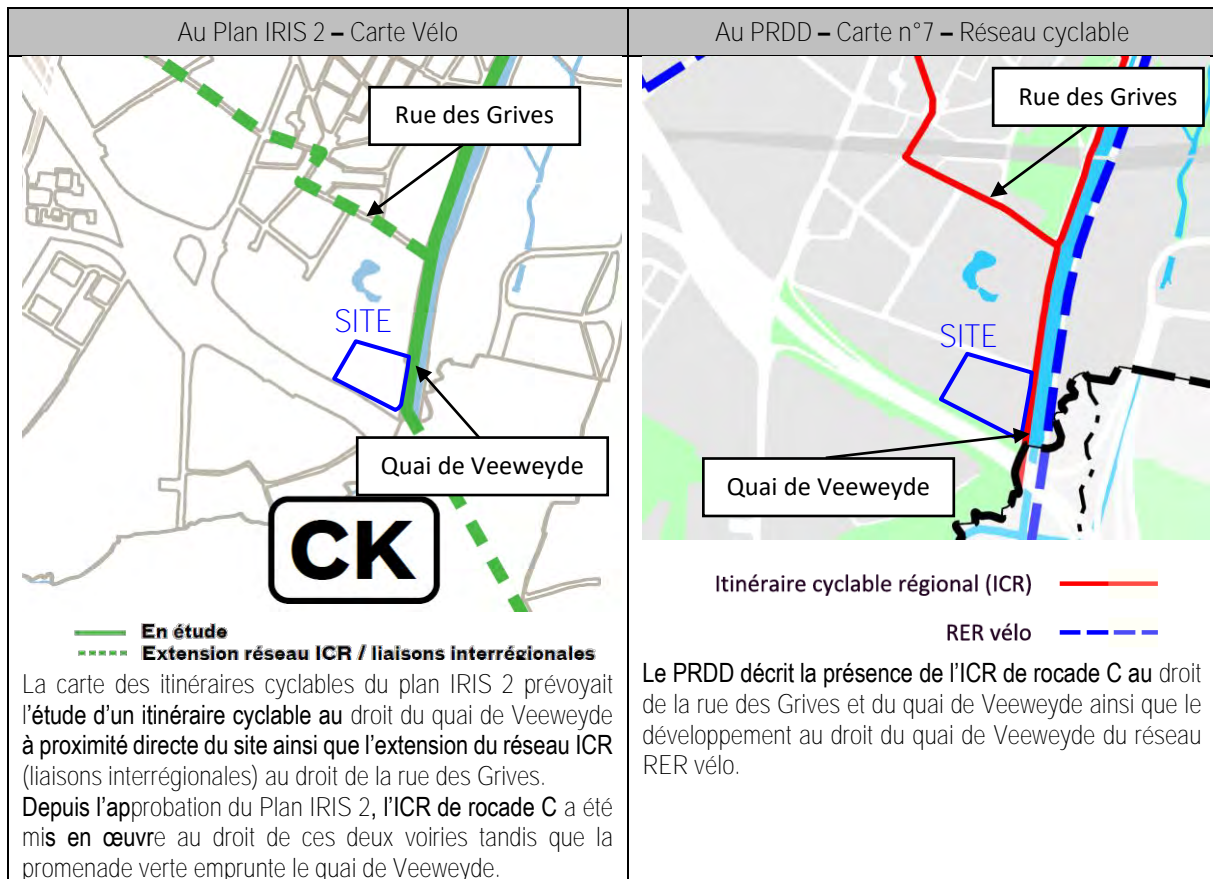 Au Plan IRIS 2 – Carte Vélo
Rue des Grives
SITE
Quai de Veeweyde
CK
En étude
Extension réseau ICR / liaisons interrégionales
La carte des itinéraires cyclables du plan IRIS 2 prévoyait
l'étude d'un itinéraire cyclable au droit du quai de Veeweyde
à proximité directe du site ainsi que l'extension du réseau ICR
(liaisons interrégionales) au droit de la rue des Grives.
Depuis l'approbation du Plan IRIS 2, l'ICR de rocade C a été
mis en œuvre au droit de ces deux voiries tandis que la
promenade verte emprunte le quai de Veeweyde.
Au PRDD – Carte n°7 – Réseau cyclable
Rue des Grives
SITE
Quai de Veeweyde
Itinéraire cyclable régional (ICR)
RER vélo
Le PRDD décrit la présence de l'ICR de rocade C au droit
de la rue des Grives et du quai de Veeweyde ainsi que le
développement au droit du quai de Veeweyde du réseau
RER vélo.